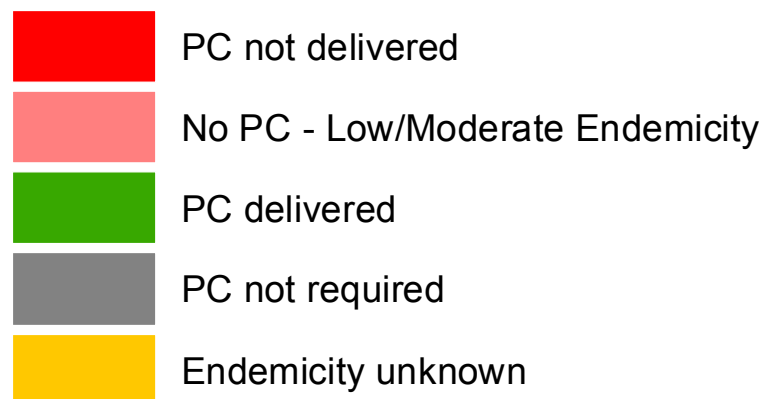 PC not delivered
No PC - Low/Moderate Endemicity
PC delivered
PC not required
Endemicity unknown